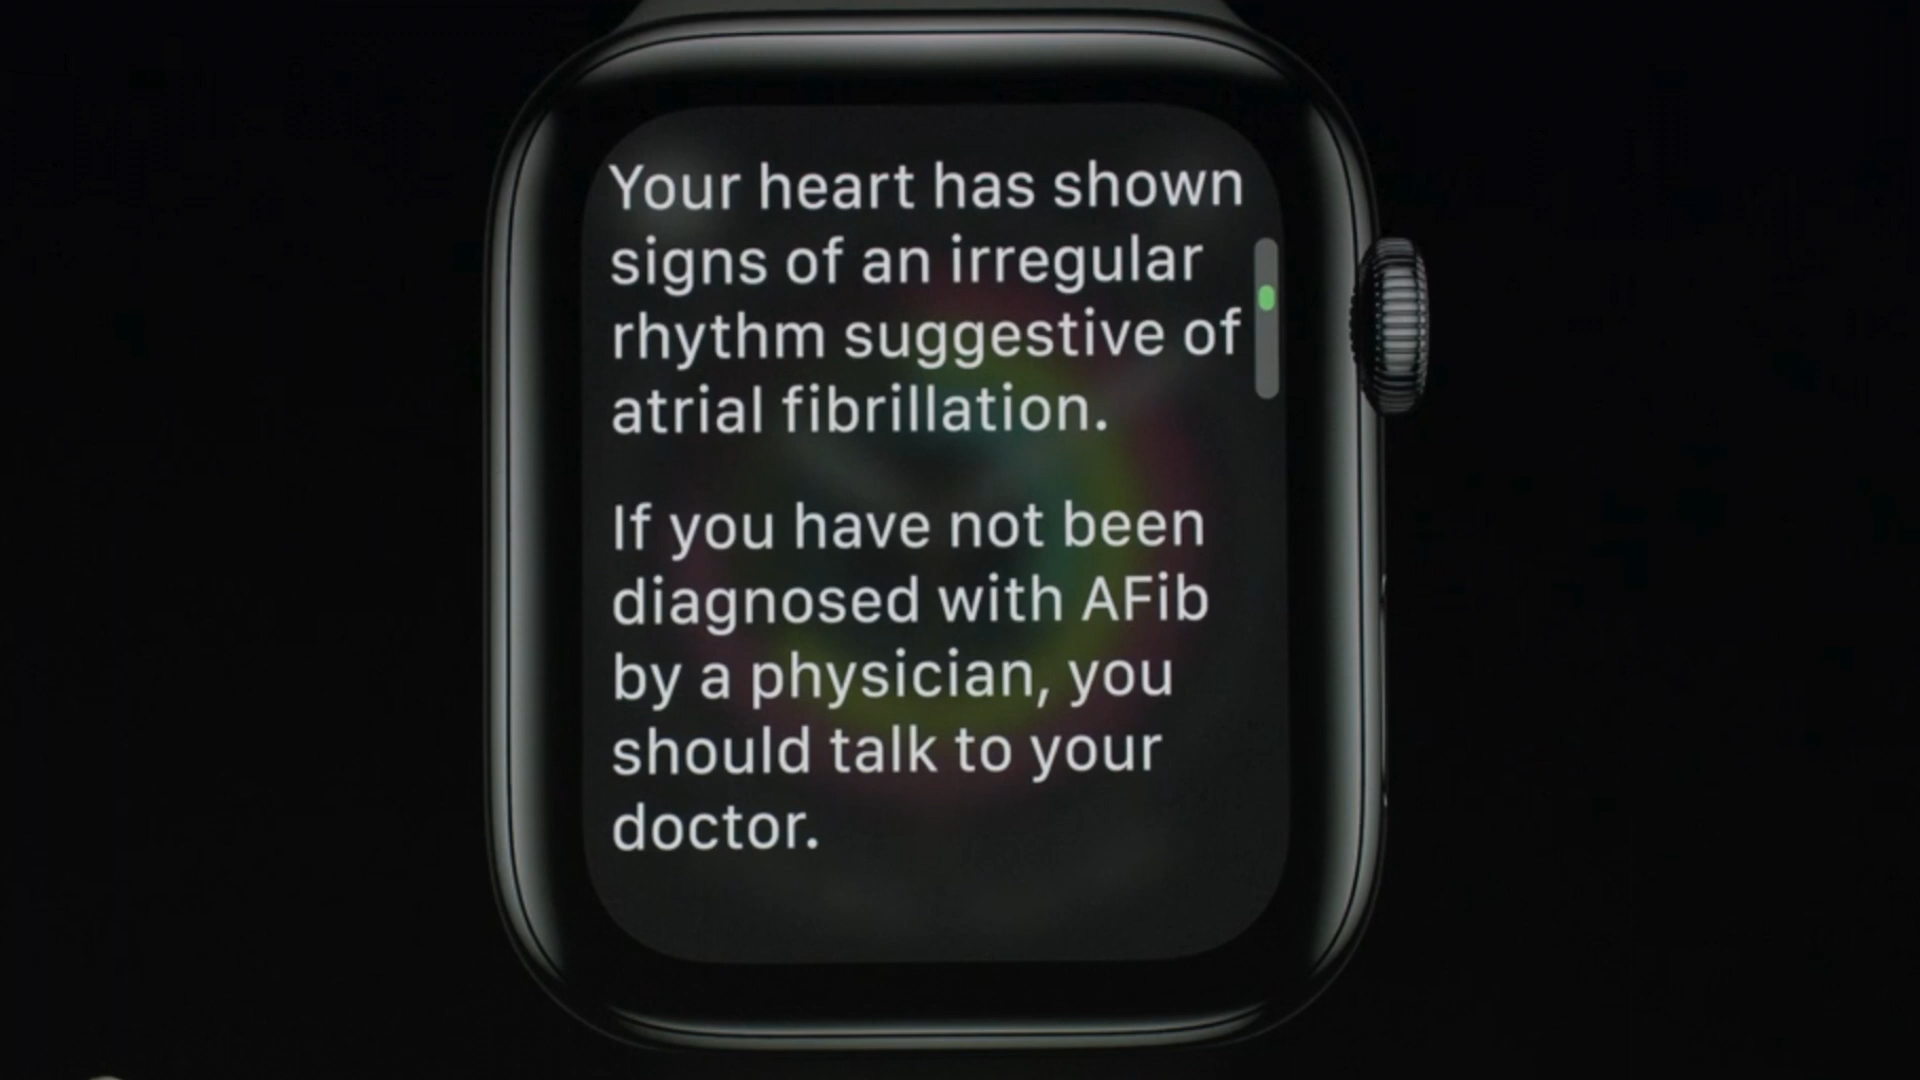 Your heart has shown
signs of an irregular
rhythm suggestive of
atrial fibrillation.
If you have not been
diagnosed with AFib
by a physician, you
should talk to your
doctor.